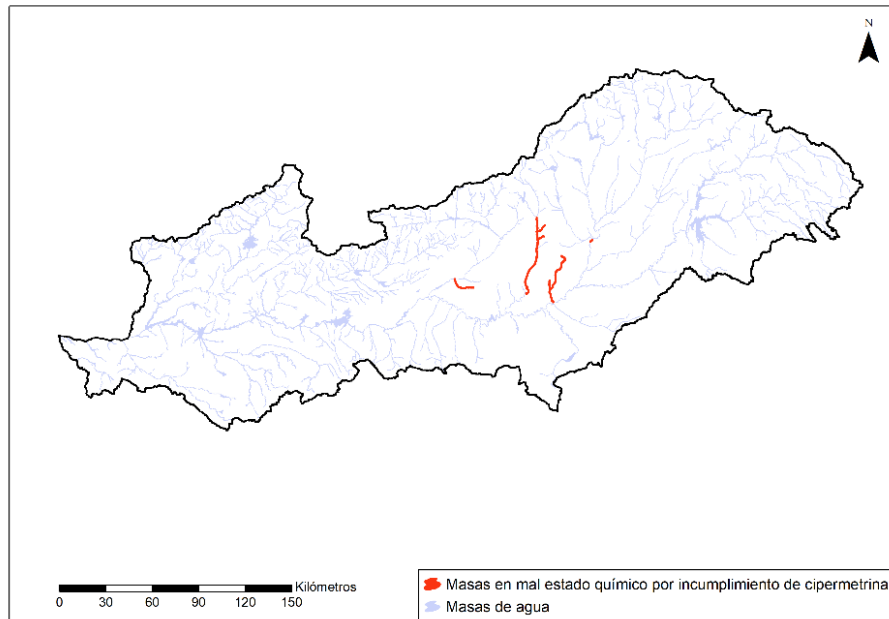 N
Kilómetros
0 30 60 90 120 150
Masas en mal estado químico por incumplimiento de cipermetrina
Masas de agua